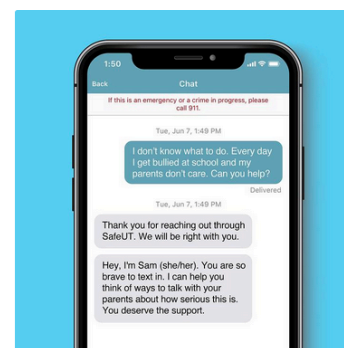 1:50
Back
Chat
If this is an emergency or a crime in progress, please
call 911.
Tue, Jun 7, 1:49 PM
I don't know what to do. Every day
I get bullied at school and my
parents don't care. Can you help?
Delivered
Tue, Jun 7, 1:49 PM
Thank you for reaching out through
SafeUT. We will be right with you.
Hey, I'm Sam (she/her). You are so
brave to text in. I can help you
think of ways to talk with your
parents about how serious this is.
You deserve the support.